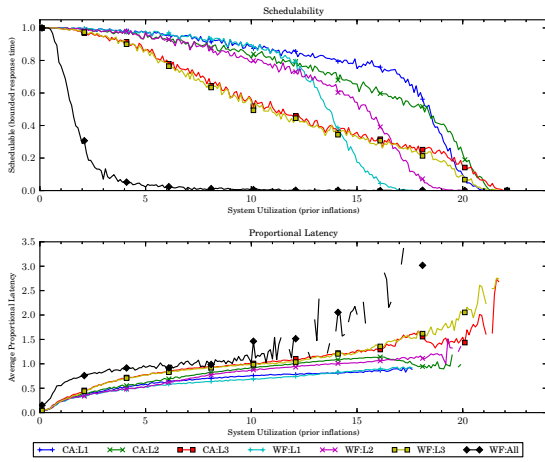 Schedulability
Schedulable (bounded response time)
1.0
0.8
0.6
0.4
0.2
0.0
0 5 10 15 20
System Utilization (prior inflations)
Proportional Latency
Average Proportional Latency
3.5
3.0
2.5
2.0
1.5
1.0
0.5
0.0
0 5 10 15 20
System Utilization (prior inflations)
CA:L1 CA:L2 CA:L3 WF:L1 WF:L2 WF:L3 WF:All